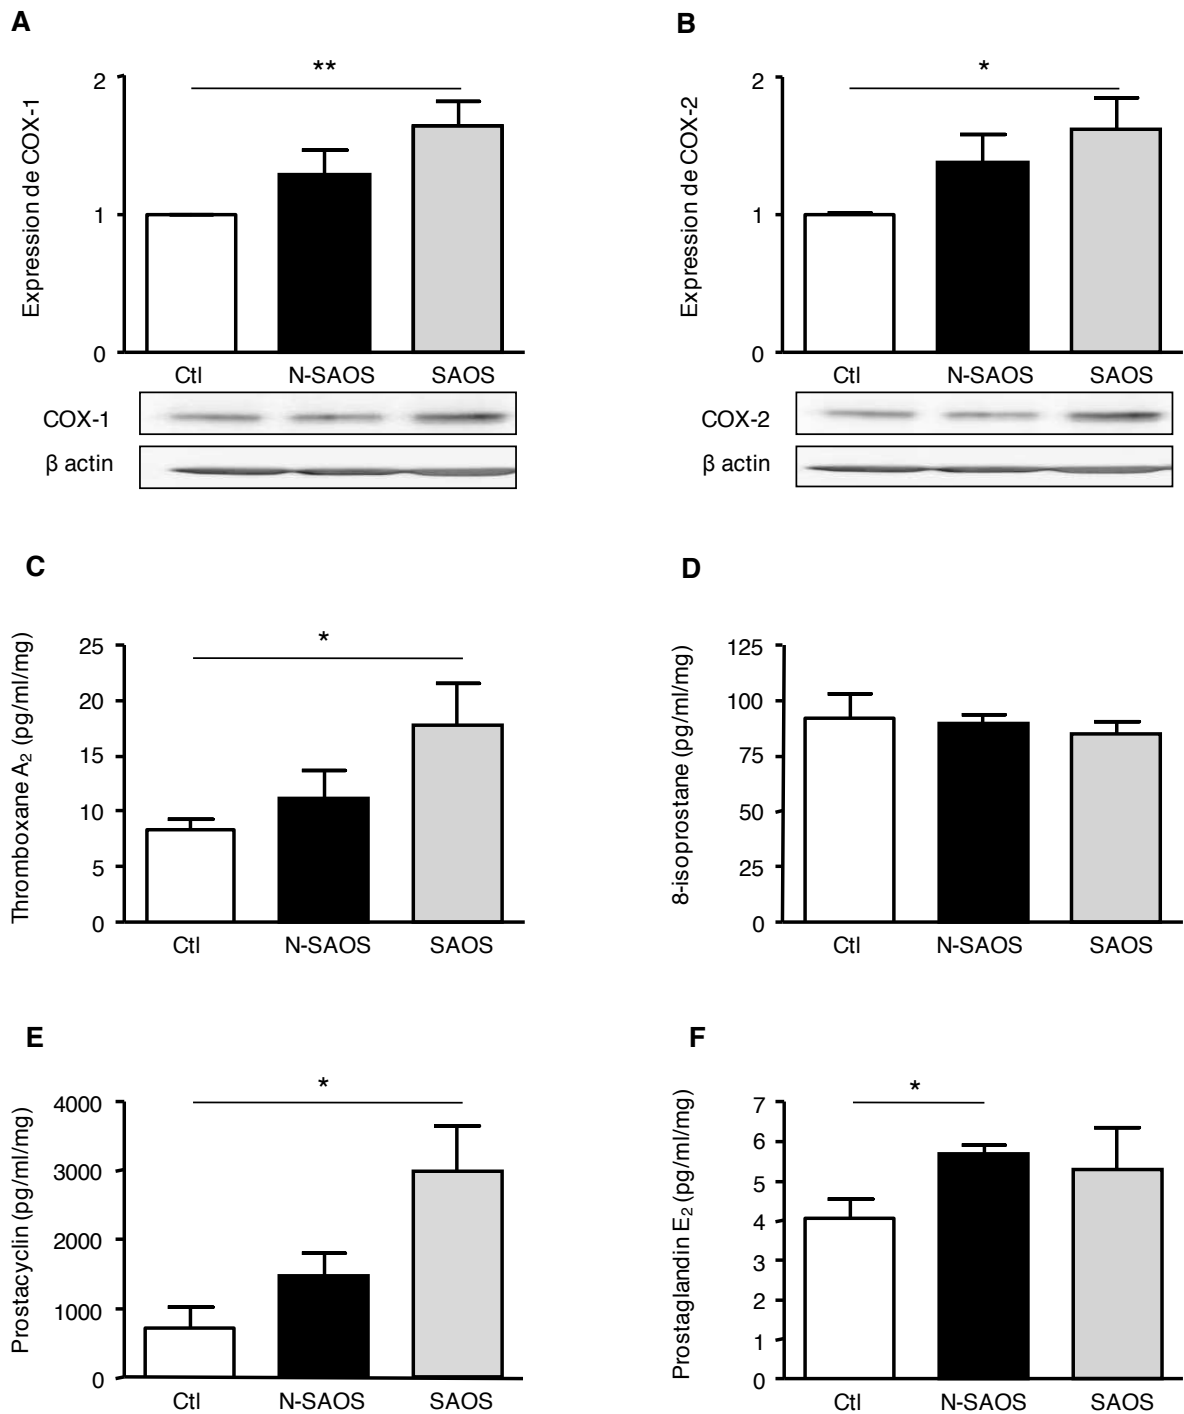 A
**
Expression de COX-1
2
1
0
Ctl N-SAOS SAOS
COX-1
β actin
B
*
Expression de COX-2
2
1
0
Ctl N-SAOS SAOS
COX-2
β actin
C
*
Thromboxane A₂ (pg/ml/mg)
25
20
15
10
5
0
Ctl N-SAOS SAOS
D
8-isoprostane (pg/ml/mg)
125
100
75
50
25
0
Ctl N-SAOS SAOS
E
*
Prostacyclin (pg/ml/mg)
4000
3000
2000
1000
0
Ctl N-SAOS SAOS
F
*
Prostaglandin E₂ (pg/ml/mg)
7
6
5
4
3
2
1
0
Ctl N-SAOS SAOS